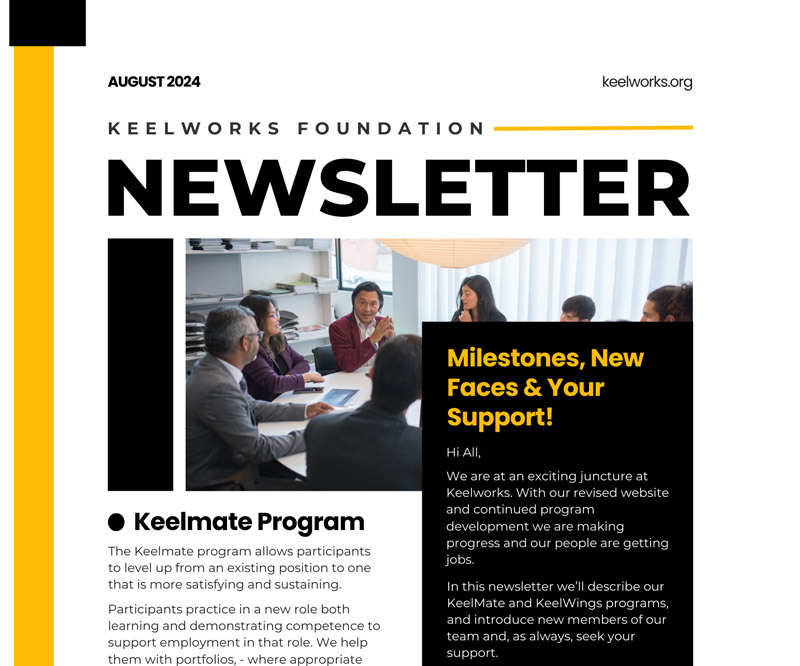 AUGUST 2024
keelworks.org
KEELWORKS FOUNDATION
NEWSLETTER
Milestones, New
Faces & Your
Support!
Hi All,
We are at an exciting juncture at
Keelworks. With our revised website
and continued program
development we are making
progress and our people are getting
jobs.
In this newsletter we’ll describe our
KeelMate and KeelWings programs,
and introduce new members of our
team and, as always, seek your
support.
Keelmate Program
The Keelmate program allows participants
to level up from an existing position to one
that is more satisfying and sustaining.
Participants practice in a new role both
learning and demonstrating competence to
support employment in that role. We help
them with portfolios, - where appropriate